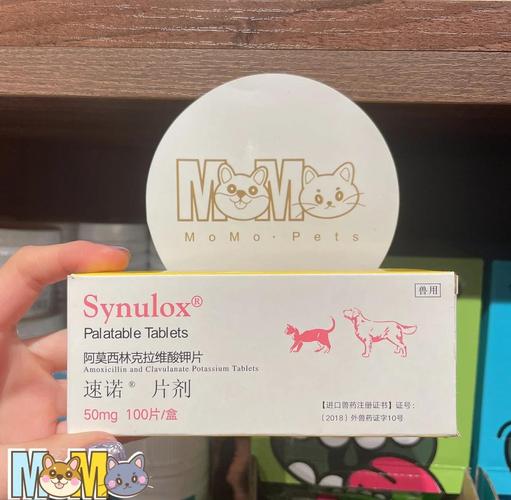 MOMO
MoMo·Pets
兽用
Synulox®
Palatable Tablets
阿莫西林克拉维酸钾片
Amoxicillin and Clavulanate Potassium Tablets
速诺® 片剂
50mg 100片/盒
【进口兽药注册证书】证号:
(2018)外兽药证字10号
MOMO